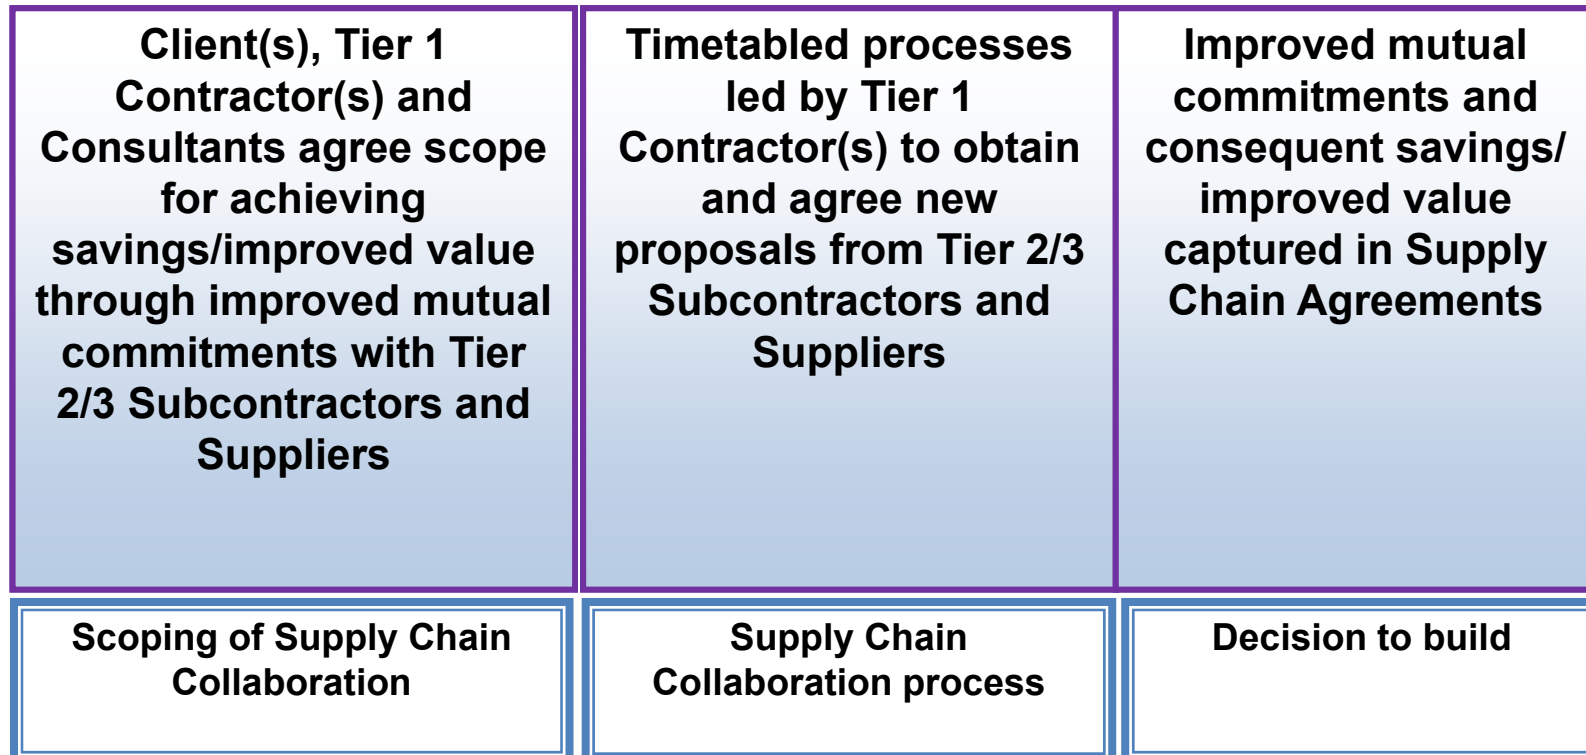 Client(s), Tier 1
Contractor(s) and
Consultants agree scope
for achieving
savings/improved value
through improved mutual
commitments with Tier
2/3 Subcontractors and
Suppliers
Timetabled processes
led by Tier 1
Contractor(s) to obtain
and agree new
proposals from Tier 2/3
Subcontractors and
Suppliers
Improved mutual
commitments and
consequent savings/
improved value
captured in Supply
Chain Agreements
Scoping of Supply Chain
Collaboration
Supply Chain
Collaboration process
Decision to build